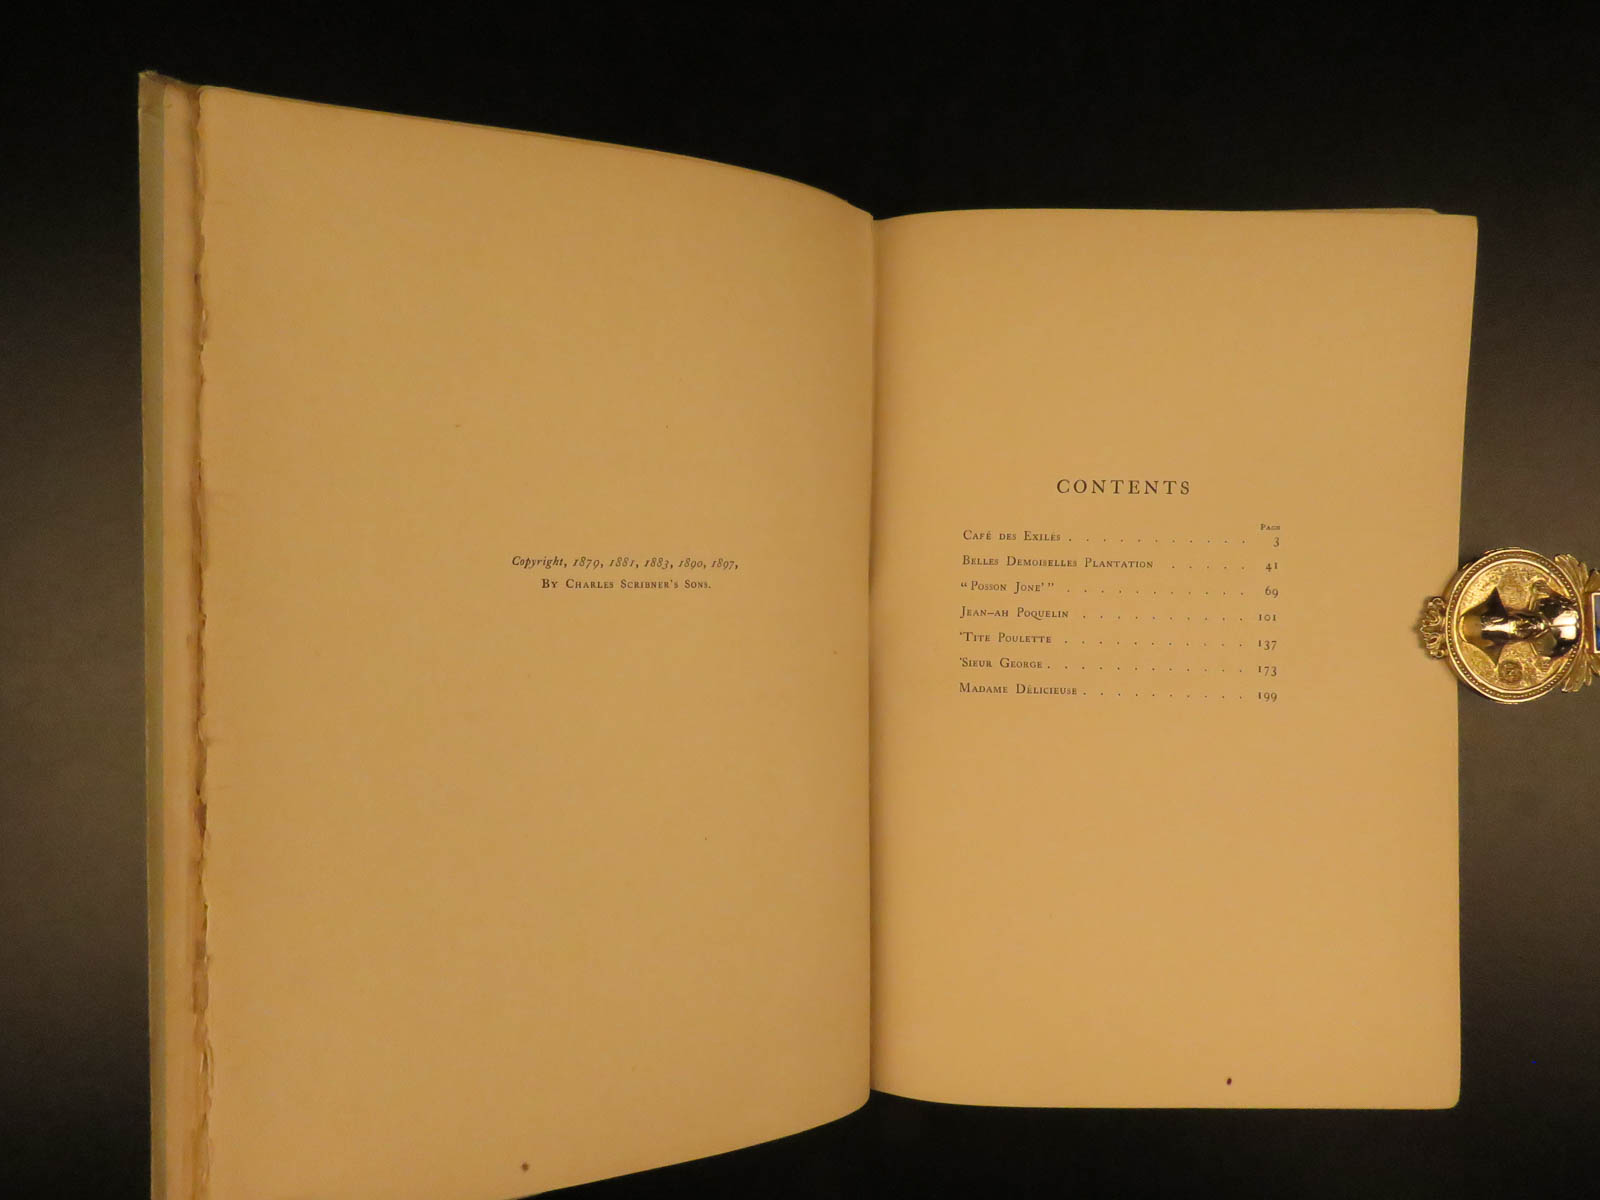 Copyright, 1879, 1881, 1883, 1890, 1897,
By Charles Scribner's Sons.
CONTENTS
Page
Café des Exilés . . . . . . . . . . . 3
Belles Demoiselles Plantation . . . . . 41
"Posson Jone'" . . . . . . . . . . . 69
Jean-ah Poquelin . . . . . . . . . . 101
'Tite Poulette . . . . . . . . . . . 137
'Sieur George . . . . . . . . . . . . 173
Madame Délicieuse . . . . . . . . . . 199